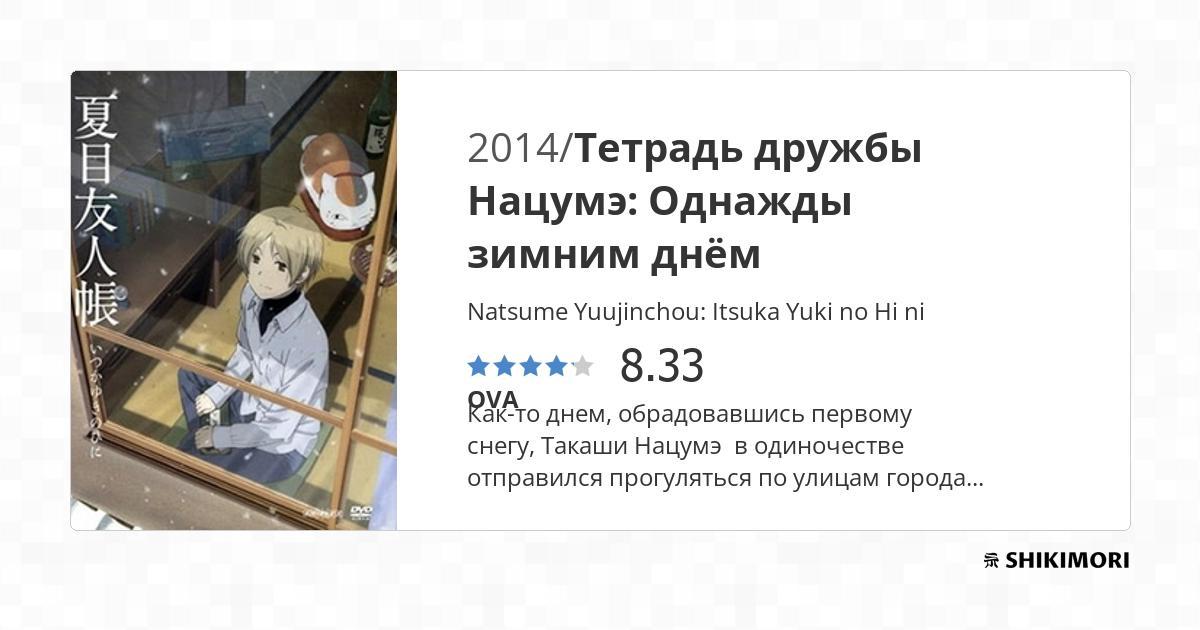 夏目友人帳
いつかゆきのひに
DVD
2014/Тетрадь дружбы
Нацумэ: Однажды
зимним днём
Natsume Yuujinchou: Itsuka Yuki no Hi ni
8.33
OVA
Как-то днем, обрадовавшись первому
снегу, Такаши Нацумэ в одиночестве
отправился прогуляться по улицам города...
SHIKIMORI